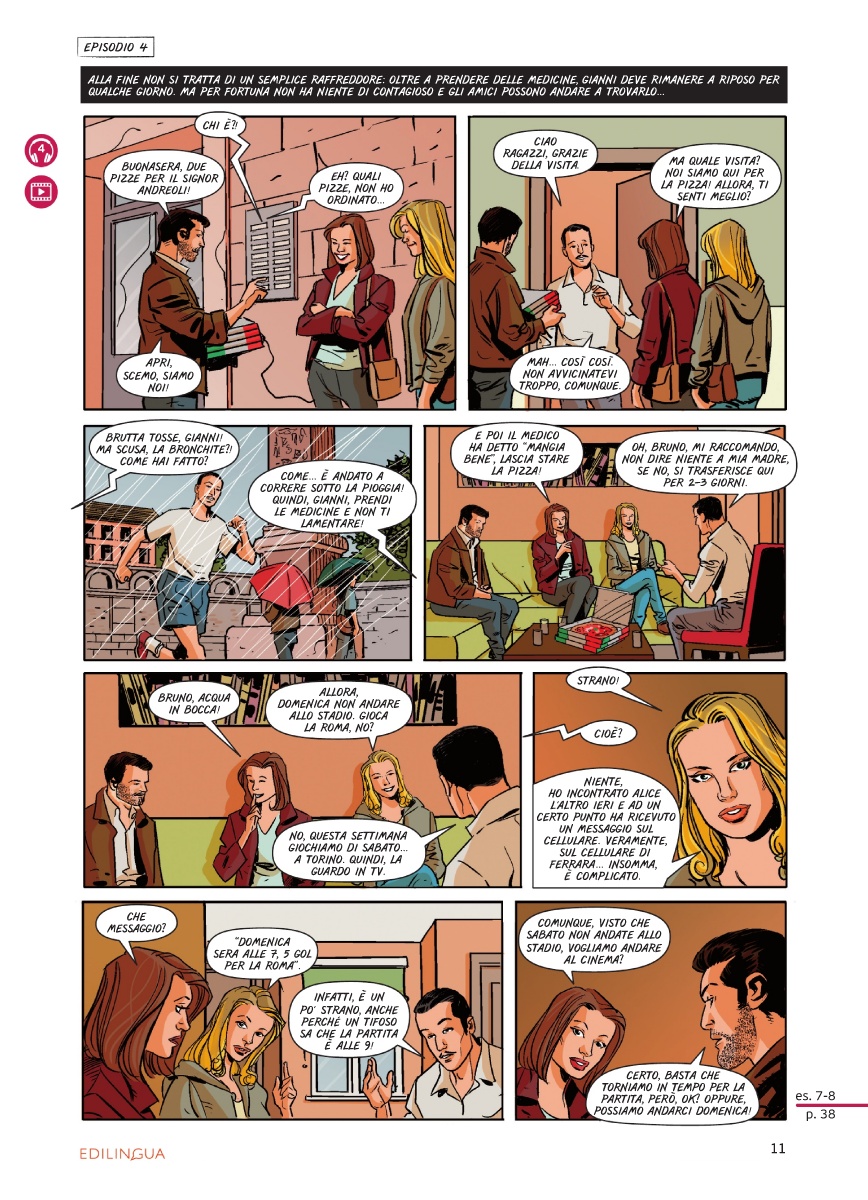 EPISODIO 4
ALLA FINE NON SI TRATTA DI UN SEMPLICE RAFFREDDORE: OLTRE A PRENDERE DELLE MEDICINE, GIANNI DEVE RIMANERE A RIPOSO PER
QUALCHE GIORNO. MA PER FORTUNA NON HA NIENTE DI CONTAGIOSO E GLI AMICI POSSONO ANDARE A TROVARLO...
4
BUONASERA, DUE
PIZZE PER IL SIGNOR
ANDREOLI!
CHI È?!
EH? QUALI
PIZZE, NON HO
ORDINATO...
APRI,
SCEMO, SIAMO
NOI!
CIAO
RAGAZZI, GRAZIE
DELLA VISITA.
MA QUALE VISITA?
NOI SIAMO QUI PER
LA PIZZA! ALLORA, TI
SENTI MEGLIO?
MAH... COSÌ COSÌ.
NON AVVICINATEVI
TROPPO, COMUNQUE.
BRUTTA TOSSE, GIANNI!
MA SCUSA, LA BRONCHITE?!
COME HAI FATTO?
COME... È ANDATO A
CORRERE SOTTO LA PIOGGIA!
QUINDI, GIANNI, PRENDI
LE MEDICINE E NON TI
LAMENTARE!
E POI IL MEDICO
HA DETTO "MANGIA
BENE", LASCIA STARE
LA PIZZA!
OH, BRUNO, MI RACCOMANDO,
NON DIRE NIENTE A MIA MADRE,
SE NO, SI TRASFERISCE QUI
PER 2-3 GIORNI.
BRUNO, ACQUA
IN BOCCA!
ALLORA,
DOMENICA NON ANDARE
ALLO STADIO. GIOCA
LA ROMA, NO?
NO, QUESTA SETTIMANA
GIOCHIAMO DI SABATO...
A TORINO. QUINDI, LA
GUARDO IN TV.
STRANO!
CIOÈ?
NIENTE,
HO INCONTRATO ALICE
L'ALTRO IERI E AD UN
CERTO PUNTO HA RICEVUTO
UN MESSAGGIO SUL
CELLULARE. VERAMENTE,
SUL CELLULARE DI
FERRARA... INSOMMA,
È COMPLICATO.
CHE
MESSAGGIO?
"DOMENICA
SERA ALLE 7, 5 GOL
PER LA ROMA".
INFATTI, È UN
PO' STRANO, ANCHE
PERCHÉ UN TIFOSO
SA CHE LA PARTITA
È ALLE 9!
COMUNQUE, VISTO CHE
SABATO NON ANDATE ALLO
STADIO, VOGLIAMO ANDARE
AL CINEMA?
CERTO, BASTA CHE
TORNIAMO IN TEMPO PER LA
PARTITA, PERÒ, OK? OPPURE,
POSSIAMO ANDARCI DOMENICA!
es. 7-8
p. 38
EDILINGUA
11